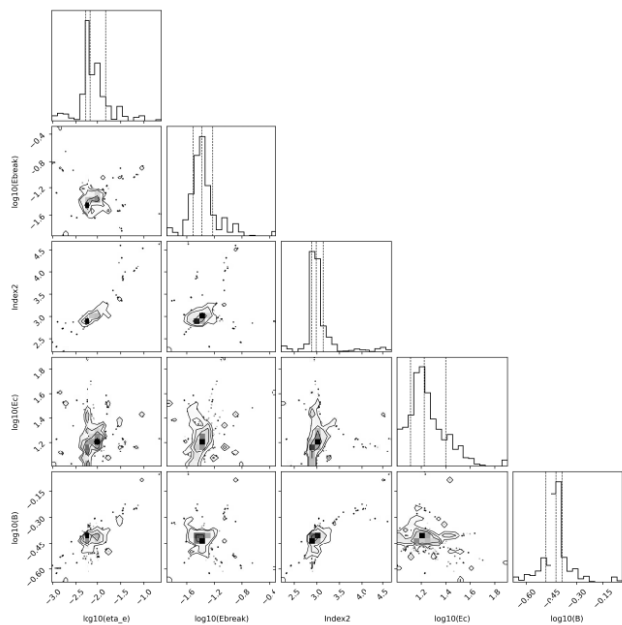 log10(Ebreak)
−0.4
−0.8
−1.2
−1.6
Index2
4.5
4.0
3.5
3.0
2.5
log10(Ec)
1.8
1.6
1.4
1.2
log10(B)
−0.15
−0.30
−0.45
−0.60
−3.0 −2.5 −2.0 −1.5 −1.0
−1.6 −1.2 −0.8 −0.4
2.5 3.0 3.5 4.0 4.5
1.2 1.4 1.6 1.8
−0.60 −0.45 −0.30 −0.15
log10(eta_e) log10(Ebreak) Index2 log10(Ec) log10(B)